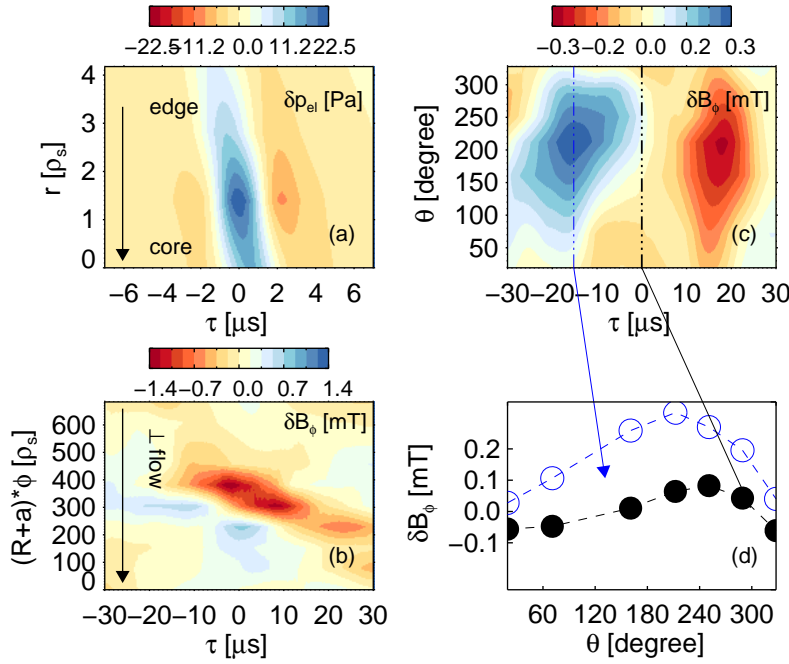 −22.5 −11.2 0.0 11.2 22.5
4
3
2
1
0
r [ρs]
edge
core
δpel [Pa]
(a)
−6 −4 −2 0 2 4 6
τ [μs]
−0.3 −0.2 0.0 0.2 0.3
300
250
200
150
100
50
θ [degree]
δBϕ [mT]
(c)
−30 −20 −10 0 10 20 30
τ [μs]
−1.4 −0.7 0.0 0.7 1.4
600
500
400
300
200
100
0
(R+a)*ϕ [ρs]
⊥ flow
δBϕ [mT]
(b)
−30 −20 −10 0 10 20 30
τ [μs]
0.2
0.1
0.0
−0.1
δBϕ [mT]
(d)
60 120 180 240 300
θ [degree]